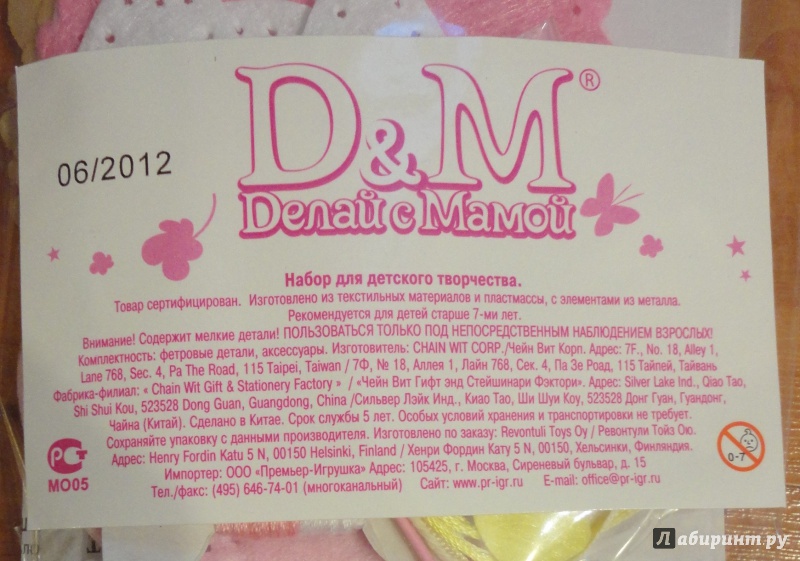 D&M®
06/2012
Делай с Мамой
Набор для детского творчества.
Товар сертифицирован. Изготовлено из текстильных материалов и пластмассы, с элементами из металла.
Рекомендуется для детей старше 7-ми лет.
Внимание! Содержит мелкие детали! ПОЛЬЗОВАТЬСЯ ТОЛЬКО ПОД НЕПОСРЕДСТВЕННЫМ НАБЛЮДЕНИЕМ ВЗРОСЛЫХ!
Комплектность: фетровые детали, аксессуары. Изготовитель: CHAIN WIT CORP./Чейн Вит Корп. Адрес: 7F., No. 18, Alley 1,
Lane 768, Sec. 4, Pa The Road, 115 Taipei, Taiwan / 7Ф, № 18, Аллея 1, Лайн 768, Сек. 4, Па Зе Роад, 115 Тайпей, Тайвань
Фабрика-филиал: « Chain Wit Gift & Stationery Factory » / «Чейн Вит Гифт энд Стейшинари Фэктори». Адрес: Silver Lake Ind., Qiao Tao,
Shi Shui Kou, 523528 Dong Guan, Guangdong, China /Сильвер Лэйк Инд., Киао Тао, Ши Шуи Коу, 523528 Донг Гуан, Гуандонг,
Чайна (Китай). Сделано в Китае. Срок службы 5 лет. Особых условий хранения и транспортировки не требует.
Сохраняйте упаковку с данными производителя. Изготовлено по заказу: Revontuli Toys Oy / Ревонтули Тойз Ою.
Адрес: Henry Fordin Katu 5 N, 00150 Helsinki, Finland / Хенри Фордин Кату 5 N, 00150, Хельсинки, Финляндия.
Импортер: ООО «Премьер-Игрушка» Адрес: 105425, г. Москва, Сиреневый бульвар, д. 15
Тел./факс: (495) 646-74-01 (многоканальный) Сайт: www.pr-igr.ru E-mail: office@pr-igr.ru
РСТ
МО05
0-7
Лабиринт.ру